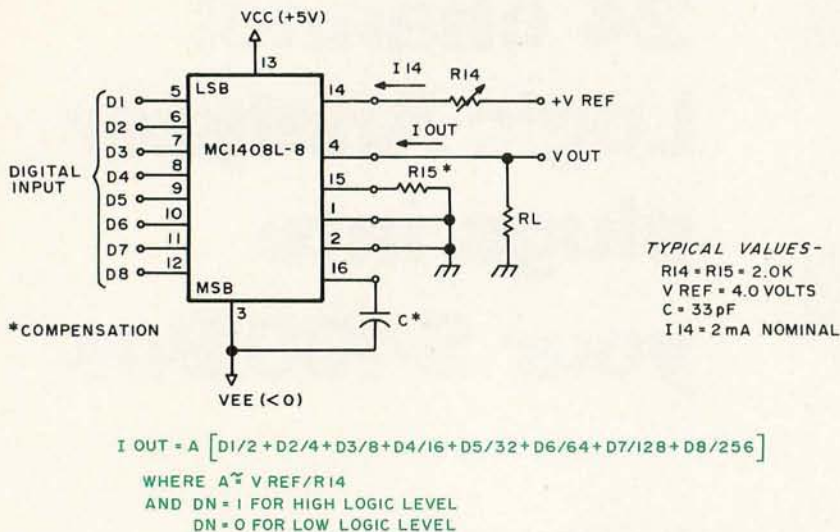 VCC (+5V)
13
I 14
R14
+V REF
DIGITAL
INPUT
D1
D2
D3
D4
D5
D6
D7
D8
5
6
7
8
9
10
11
12
LSB
MC1408L-8
MSB
14
4
15
1
2
16
3
I OUT
V OUT
R15*
RL
C*
*COMPENSATION
VEE (<0)
TYPICAL VALUES-
R14 = R15 = 2.0K
V REF = 4.0 VOLTS
C = 33pF
I 14 = 2mA NOMINAL
I OUT = A [D1/2 + D2/4 + D3/8 + D4/16 + D5/32 + D6/64 + D7/128 + D8/256]
WHERE A ≅ V REF/R14
AND DN = 1 FOR HIGH LOGIC LEVEL
DN = 0 FOR LOW LOGIC LEVEL